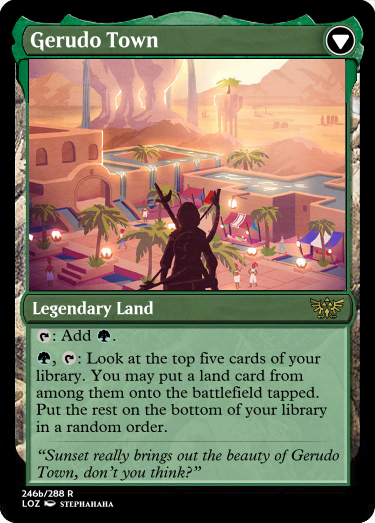 Gerudo Town
Legendary Land
: Add .
, : Look at the top five cards of your
library. You may put a land card from
among them onto the battlefield tapped.
Put the rest on the bottom of your library
in a random order.
“Sunset really brings out the beauty of Gerudo
Town, don’t you think?”
246b/288 R
LOZ STEPHAHAHA